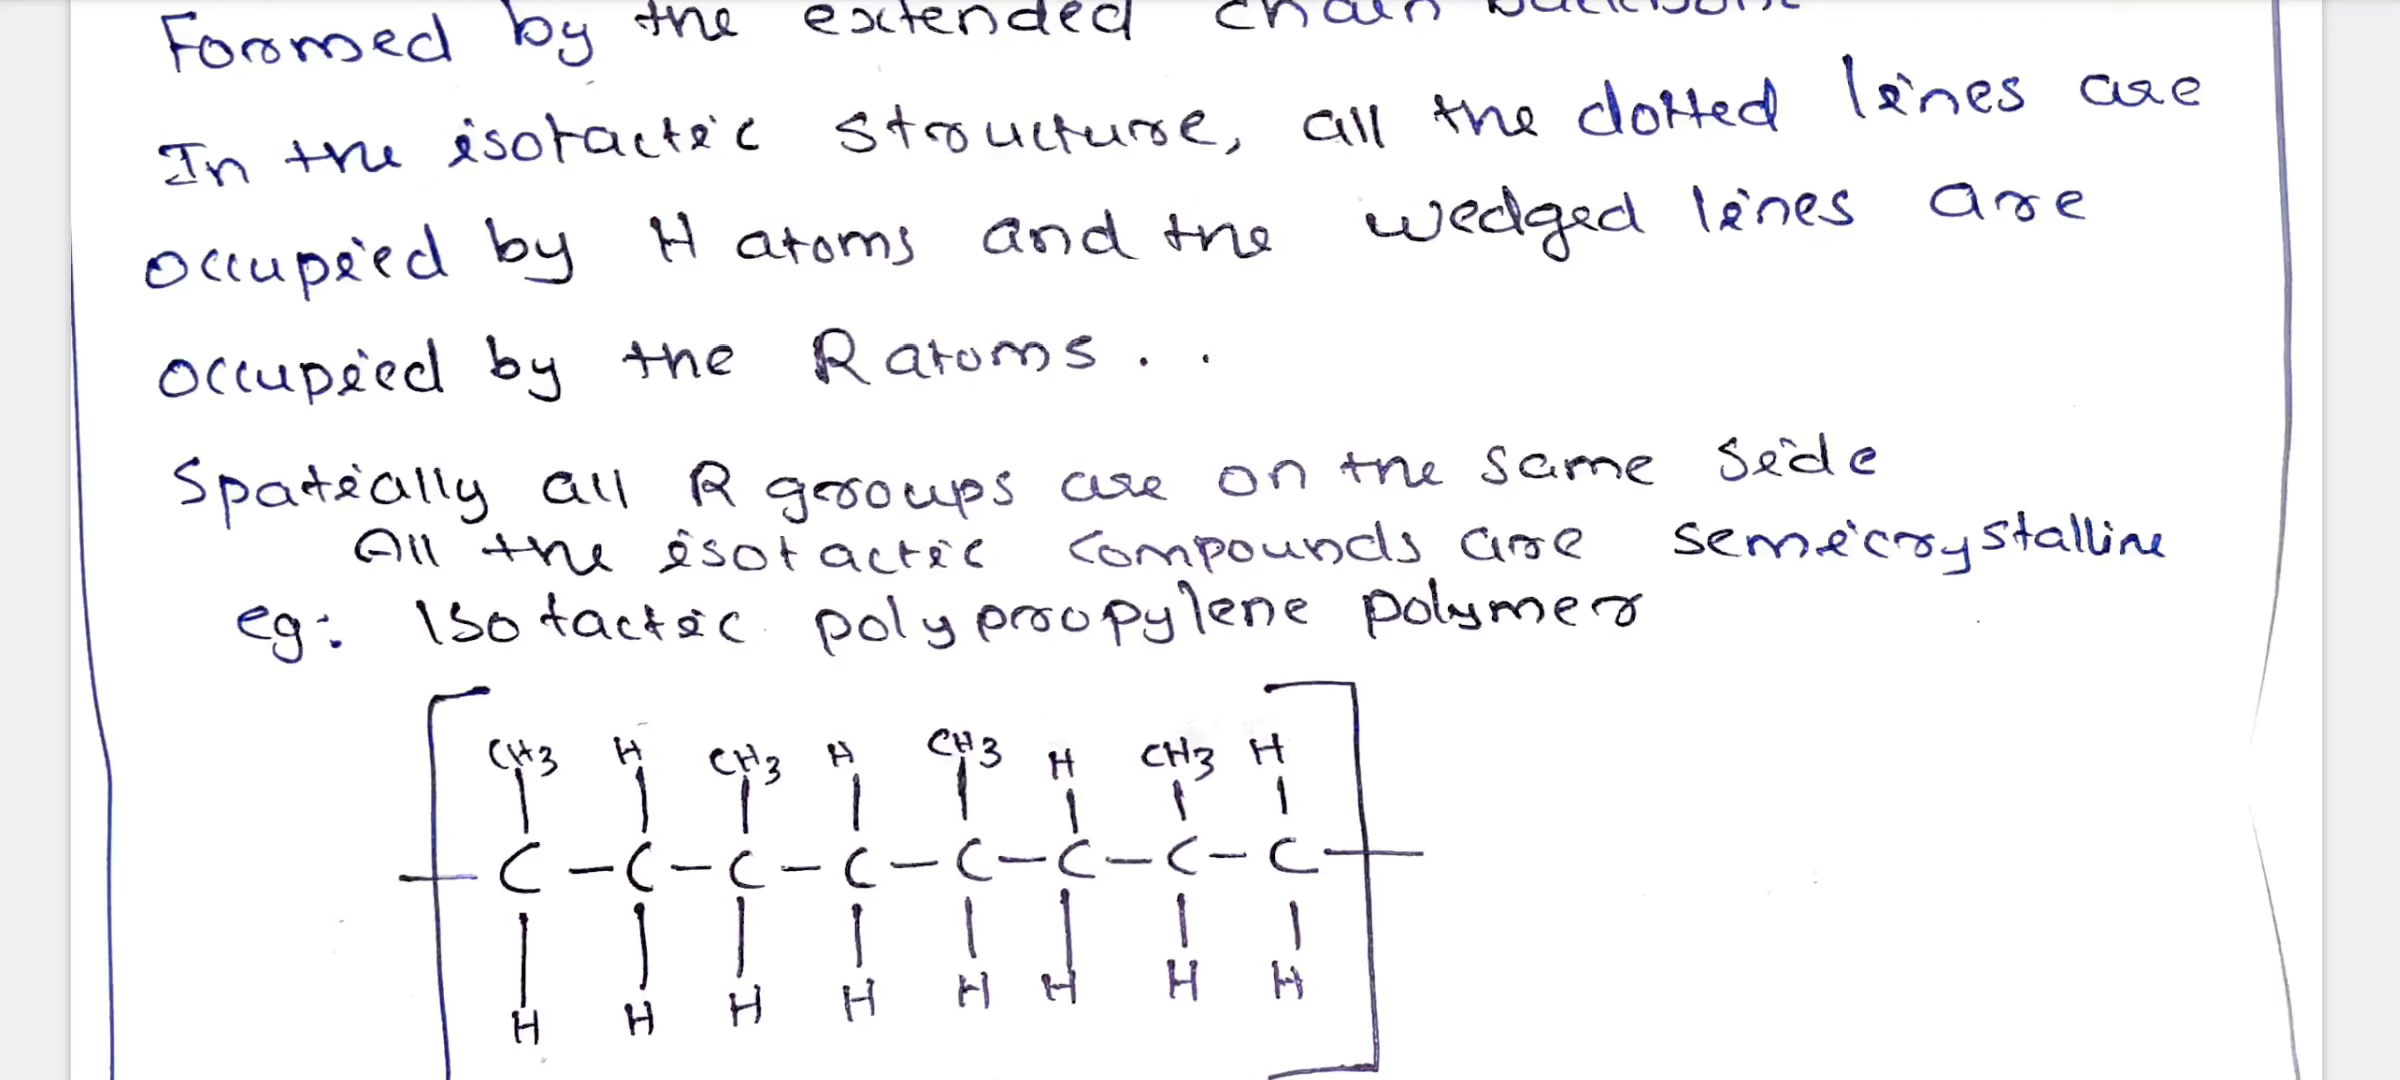 Formed by the extended chain backbone
In the isotactic structure, all the dotted lines are
occupied by H atoms and the wedged lines are
occupied by the R atoms . .
Spatially all R groups are on the same side
All the isotactic compounds are semicrystalline
eg: Isotactic polypropylene polymer
CH3 H CH3 H CH3 H CH3 H
C - C - C - C - C - C - C - C
H H H H H H H H